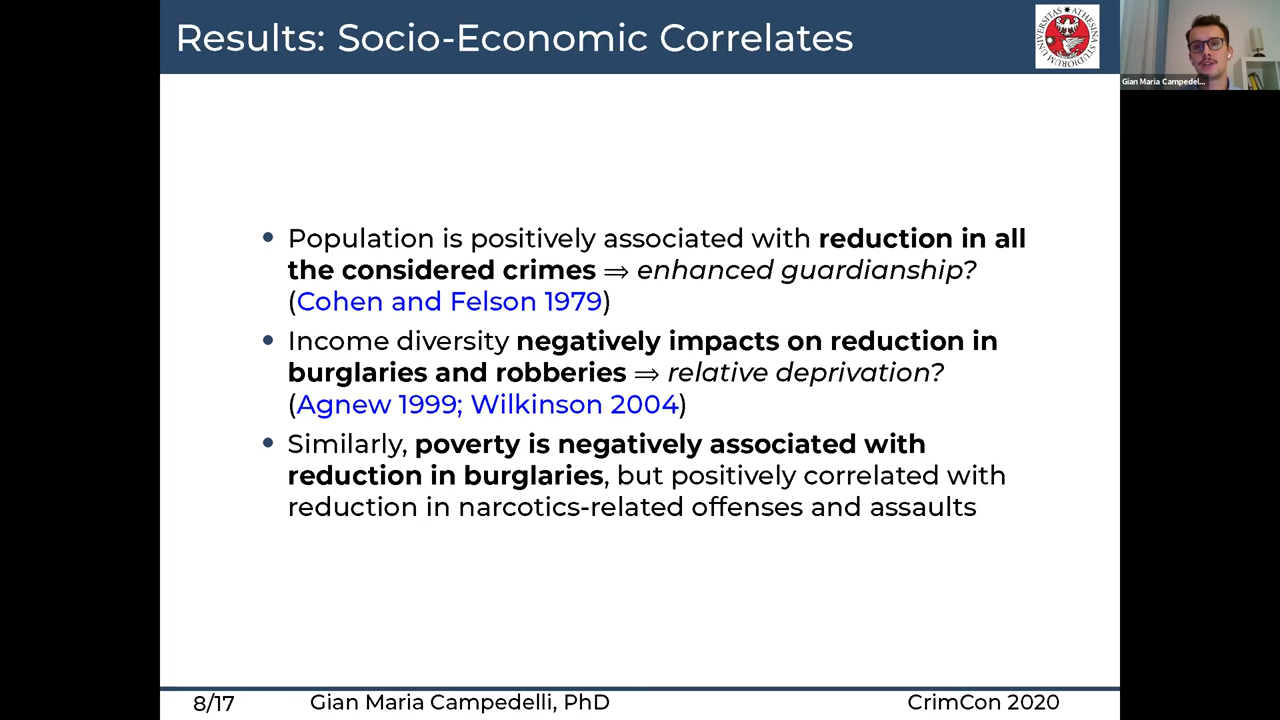 Results: Socio-Economic Correlates
UNIVERSITAS ATHESINA STUDIORUM
Gian Maria Campedel...
• Population is positively associated with reduction in all
the considered crimes ⇒ enhanced guardianship?
(Cohen and Felson 1979)
• Income diversity negatively impacts on reduction in
burglaries and robberies ⇒ relative deprivation?
(Agnew 1999; Wilkinson 2004)
• Similarly, poverty is negatively associated with
reduction in burglaries, but positively correlated with
reduction in narcotics-related offenses and assaults
8/17 Gian Maria Campedelli, PhD CrimCon 2020